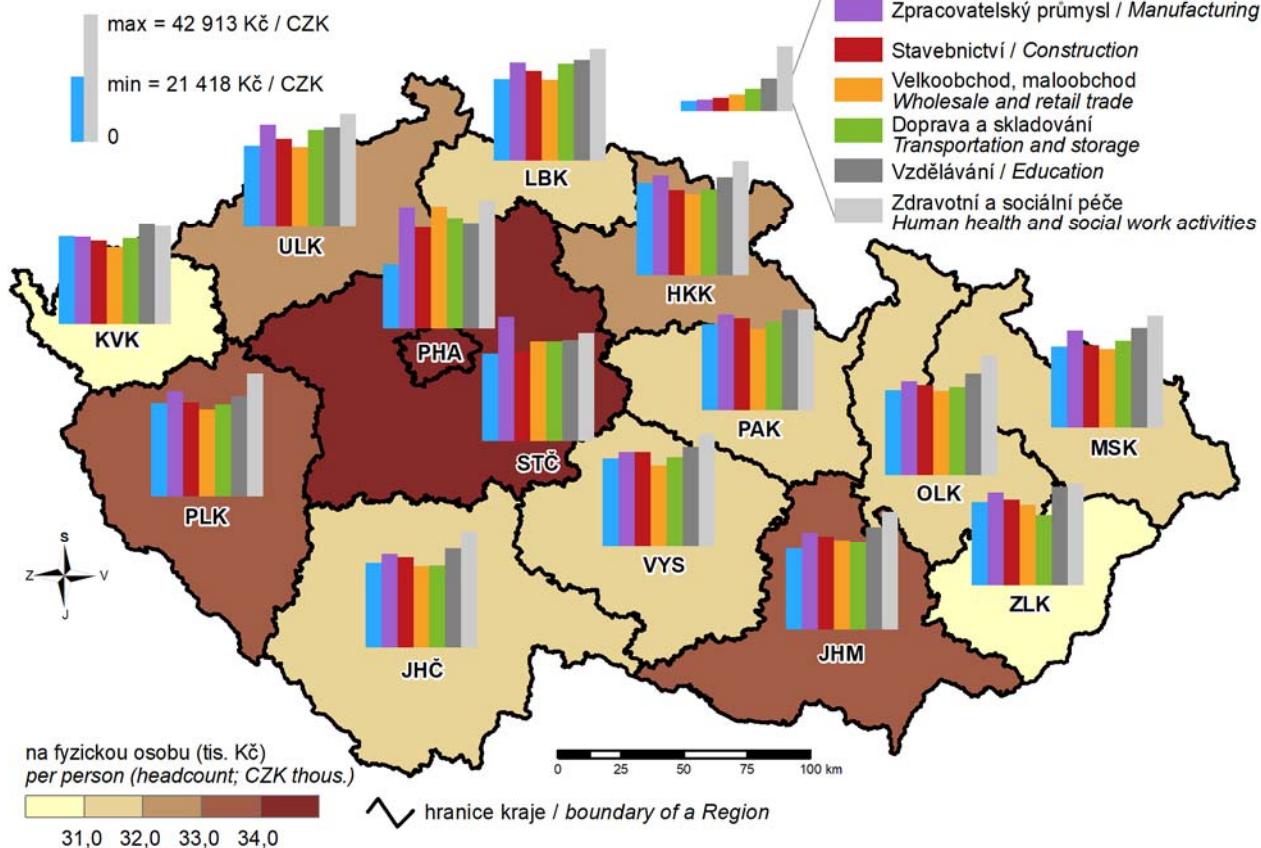 max = 42 913 Kč / CZK
min = 21 418 Kč / CZK
0
Zpracovatelský průmysl / Manufacturing
Stavebnictví / Construction
Velkoobchod, maloobchod
Wholesale and retail trade
Doprava a skladování
Transportation and storage
Vzdělávání / Education
Zdravotní a sociální péče
Human health and social work activities
LBK
ULK
HKK
KVK
PHA
PAK
MSK
STČ
OLK
PLK
VYS
ZLK
JHM
JHČ
S
Z
V
J
na fyzickou osobu (tis. Kč)
per person (headcount; CZK thous.)
31,0 32,0 33,0 34,0
0 25 50 75 100 km
hranice kraje / boundary of a Region